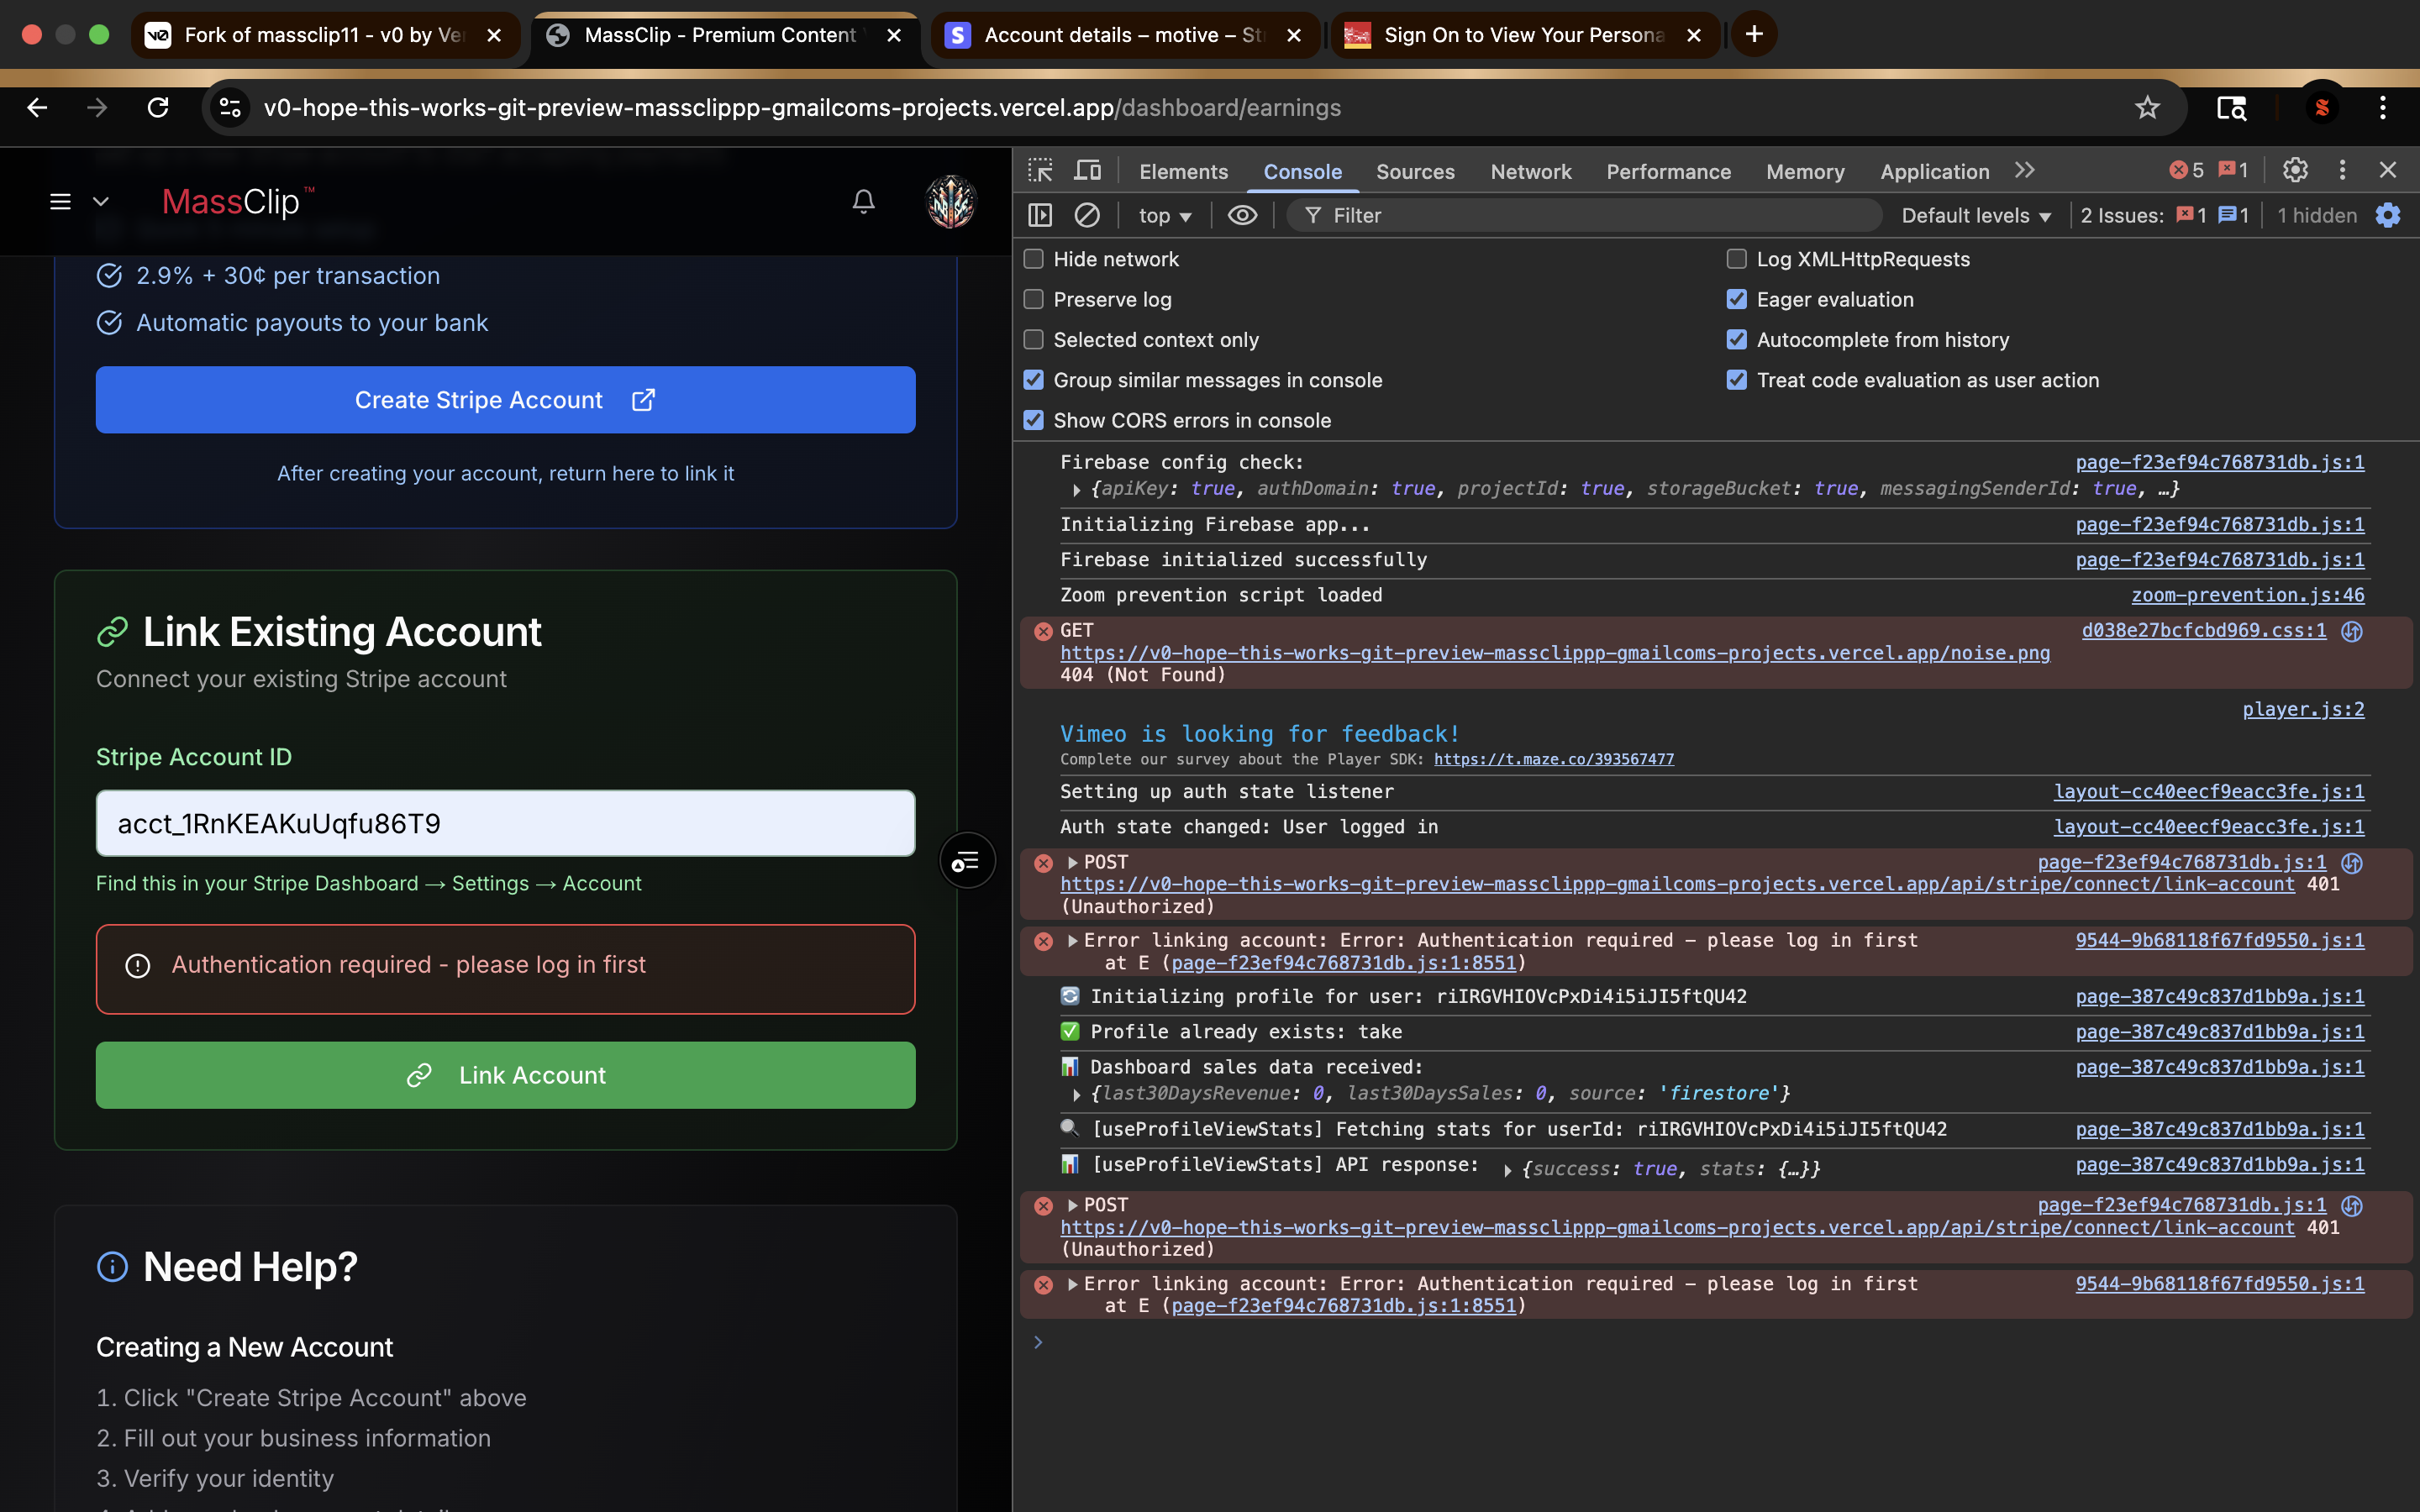 Fork of massclip11 - v0 by Ver
MassClip - Premium Content
Account details – motive – St
Sign On to View Your Persona
v0-hope-this-works-git-preview-massclippp-gmailcoms-projects.vercel.app/dashboard/earnings
MassClip™
2.9% + 30¢ per transaction
Automatic payouts to your bank
Create Stripe Account
After creating your account, return here to link it
Link Existing Account
Connect your existing Stripe account
Stripe Account ID
acct_1RnKEAKuUqfu86T9
Find this in your Stripe Dashboard → Settings → Account
Authentication required - please log in first
Link Account
Need Help?
Creating a New Account
1. Click "Create Stripe Account" above
2. Fill out your business information
3. Verify your identity
Elements Console Sources Network Performance Memory Application 5 1
top Filter Default levels 2 Issues: 1 1 1 hidden
Hide network Log XMLHttpRequests
Preserve log Eager evaluation
Selected context only Autocomplete from history
Group similar messages in console Treat code evaluation as user action
Show CORS errors in console
Firebase config check: page-f23ef94c768731db.js:1
{apiKey: true, authDomain: true, projectId: true, storageBucket: true, messagingSenderId: true, …}
Initializing Firebase app... page-f23ef94c768731db.js:1
Firebase initialized successfully page-f23ef94c768731db.js:1
Zoom prevention script loaded zoom-prevention.js:46
GET d038e27bcfcbd969.css:1
https://v0-hope-this-works-git-preview-massclippp-gmailcoms-projects.vercel.app/noise.png
404 (Not Found)
player.js:2
Vimeo is looking for feedback!
Complete our survey about the Player SDK: https://t.maze.co/393567477
Setting up auth state listener layout-cc40eecf9eacc3fe.js:1
Auth state changed: User logged in layout-cc40eecf9eacc3fe.js:1
POST page-f23ef94c768731db.js:1
https://v0-hope-this-works-git-preview-massclippp-gmailcoms-projects.vercel.app/api/stripe/connect/link-account 401
(Unauthorized)
Error linking account: Error: Authentication required - please log in first 9544-9b68118f67fd9550.js:1
at E (page-f23ef94c768731db.js:1:8551)
Initializing profile for user: riIRGVHIOVcPxDi4i5iJI5ftQU42 page-387c49c837d1bb9a.js:1
Profile already exists: take page-387c49c837d1bb9a.js:1
Dashboard sales data received: page-387c49c837d1bb9a.js:1
{last30DaysRevenue: 0, last30DaysSales: 0, source: 'firestore'}
[useProfileViewStats] Fetching stats for userId: riIRGVHIOVcPxDi4i5iJI5ftQU42 page-387c49c837d1bb9a.js:1
[useProfileViewStats] API response: {success: true, stats: {…}} page-387c49c837d1bb9a.js:1
POST page-f23ef94c768731db.js:1
https://v0-hope-this-works-git-preview-massclippp-gmailcoms-projects.vercel.app/api/stripe/connect/link-account 401
(Unauthorized)
Error linking account: Error: Authentication required - please log in first 9544-9b68118f67fd9550.js:1
at E (page-f23ef94c768731db.js:1:8551)